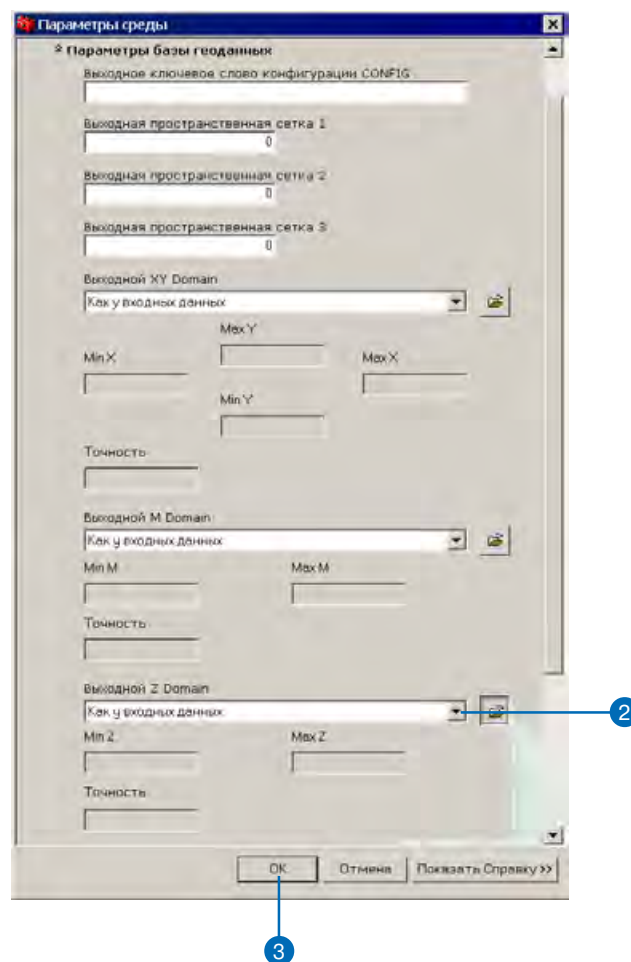 Параметры среды
Параметры базы геоданных
Выходное ключевое слово конфигурации CONFIG
Выходная пространственная сетка 1
0
Выходная пространственная сетка 2
0
Выходная пространственная сетка 3
0
Выходной XY Domain
Как у входных данных
Max Y
Min X
Max X
Min Y
Точность
Выходной M Domain
Как у входных данных
Min M
Max M
Точность
Выходной Z Domain
Как у входных данных
2
Min Z
Max Z
Точность
OK
Отмена
Показать Справку >>
3